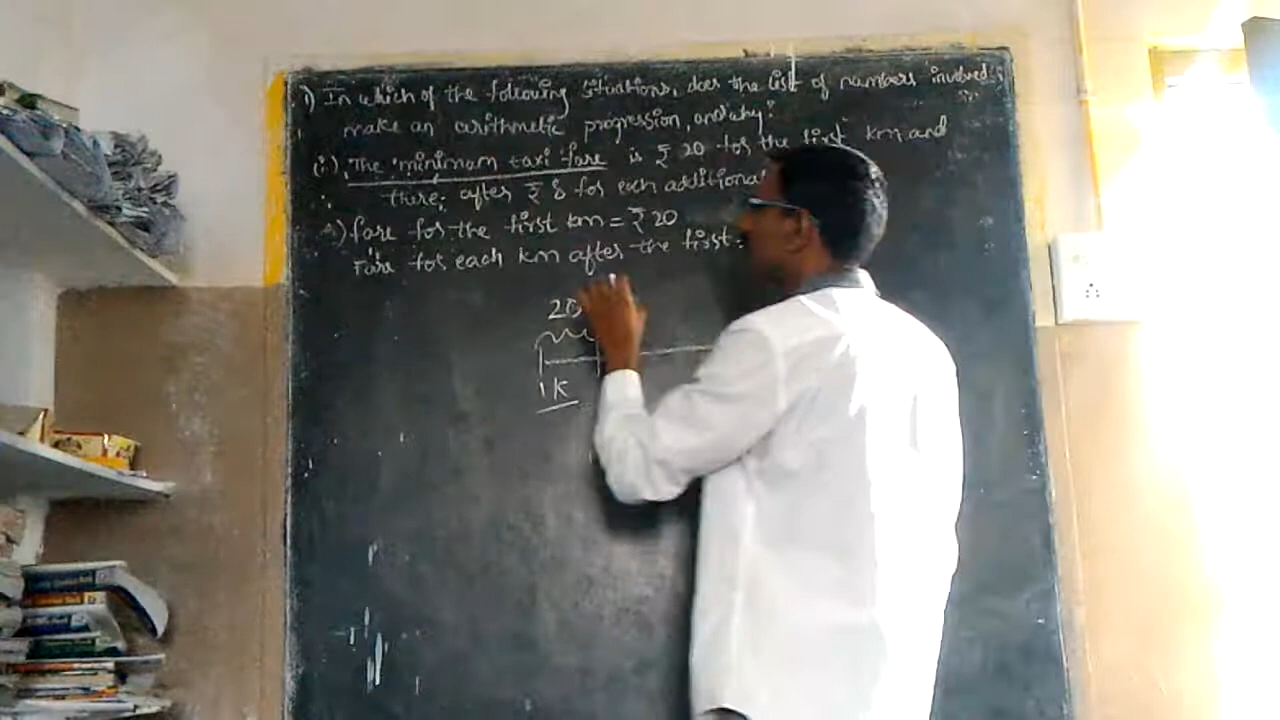 1) In which of the following situations, does the list of numbers involved
make an arithmetic progression, and why?
(i) The minimum taxi fare is ₹ 20 for the first km and
there; after ₹ 8 for each additional
A) fare for the first km = ₹ 20
Fare for each km after the first =
20
1k